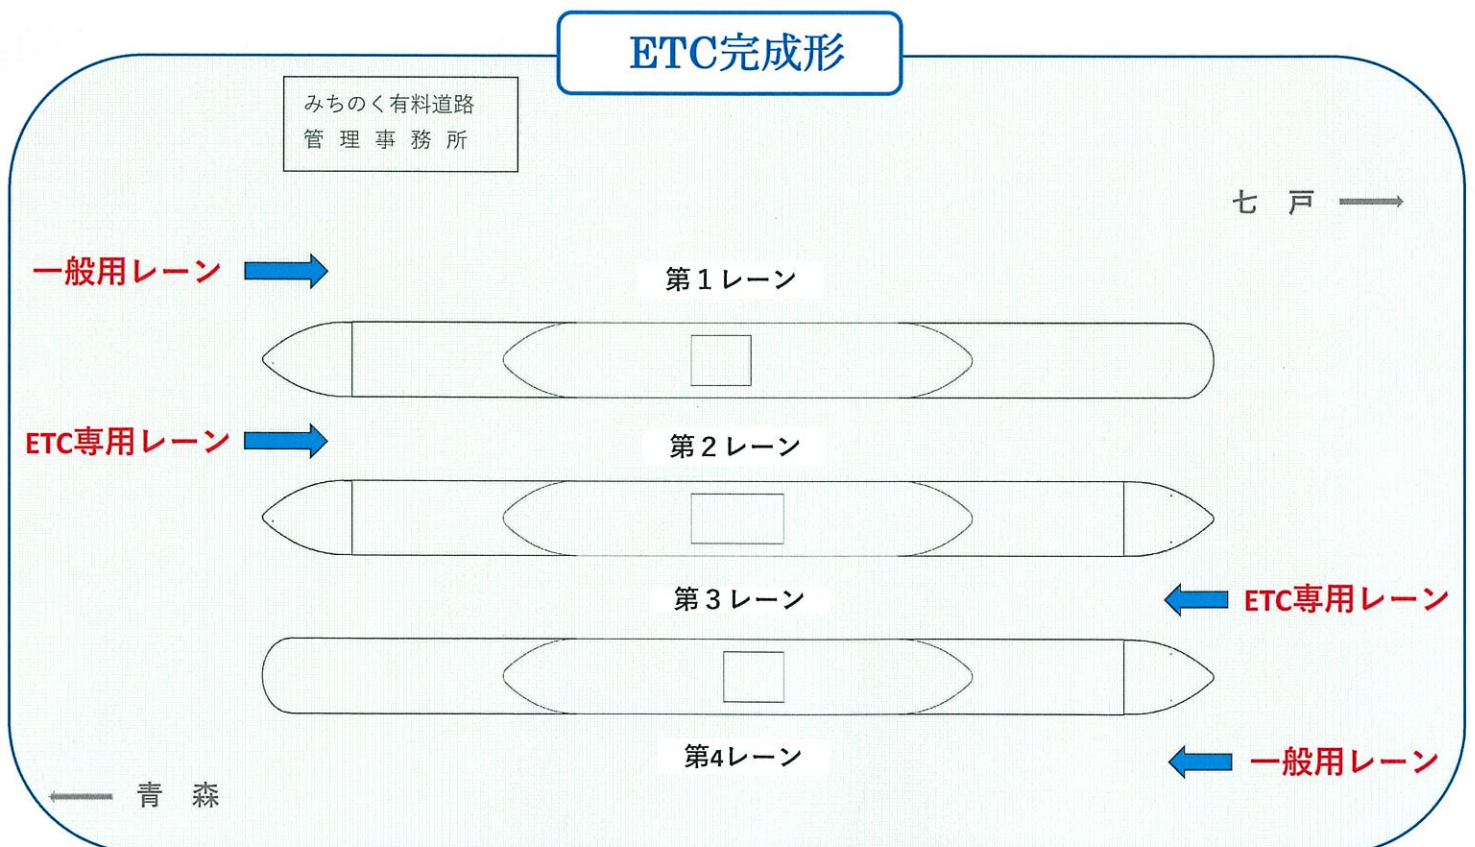 ETC完成形
みちのく有料道路
管理事務所
七戸
一般用レーン
第１レーン
ETC専用レーン
第２レーン
第３レーン
ETC専用レーン
第4レーン
一般用レーン
青森